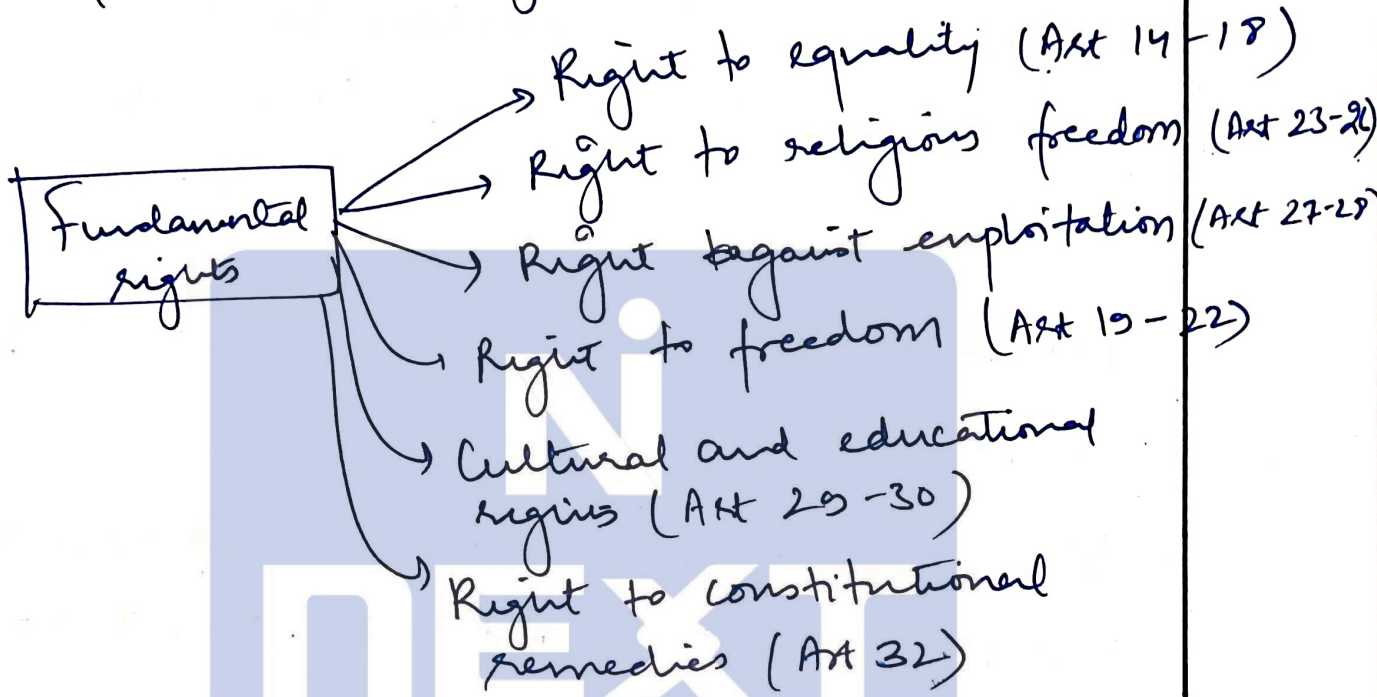 Right to equality (Art 14-18)
Right to religious freedom (Art 23-26)
Fundamental
rights
Right against exploitation (Art 27-28)
Right to freedom (Art 19-22)
Cultural and educational
rights (Art 29-30)
Right to constitutional
remedies (Art 32)
NEXT